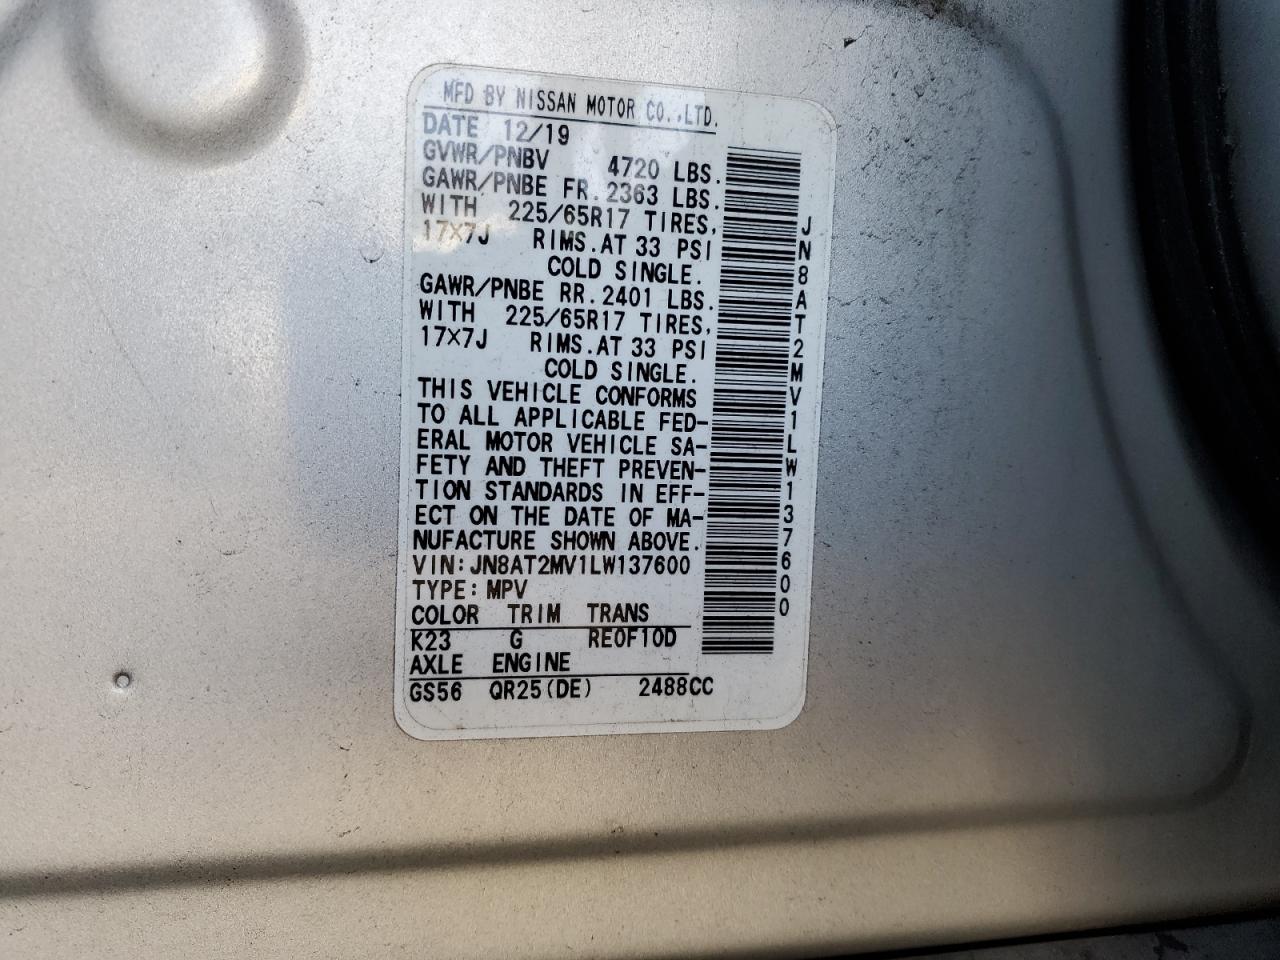 MFD BY NISSAN MOTOR CO.,LTD.
DATE 12/19
GVWR/PNBV 4720 LBS.
GAWR/PNBE FR.2363 LBS.
WITH 225/65R17 TIRES,
17X7J RIMS.AT 33 PSI
COLD SINGLE.
GAWR/PNBE RR.2401 LBS.
WITH 225/65R17 TIRES,
17X7J RIMS.AT 33 PSI
COLD SINGLE.
THIS VEHICLE CONFORMS
TO ALL APPLICABLE FED-
ERAL MOTOR VEHICLE SA-
FETY AND THEFT PREVEN-
TION STANDARDS IN EFF-
ECT ON THE DATE OF MA-
NUFACTURE SHOWN ABOVE.
VIN:JN8AT2MV1LW137600
TYPE:MPV
COLOR TRIM TRANS
K23 G RE0F10D
AXLE ENGINE
GS56 QR25(DE) 2488CC
JN8AT2MV1LW137600